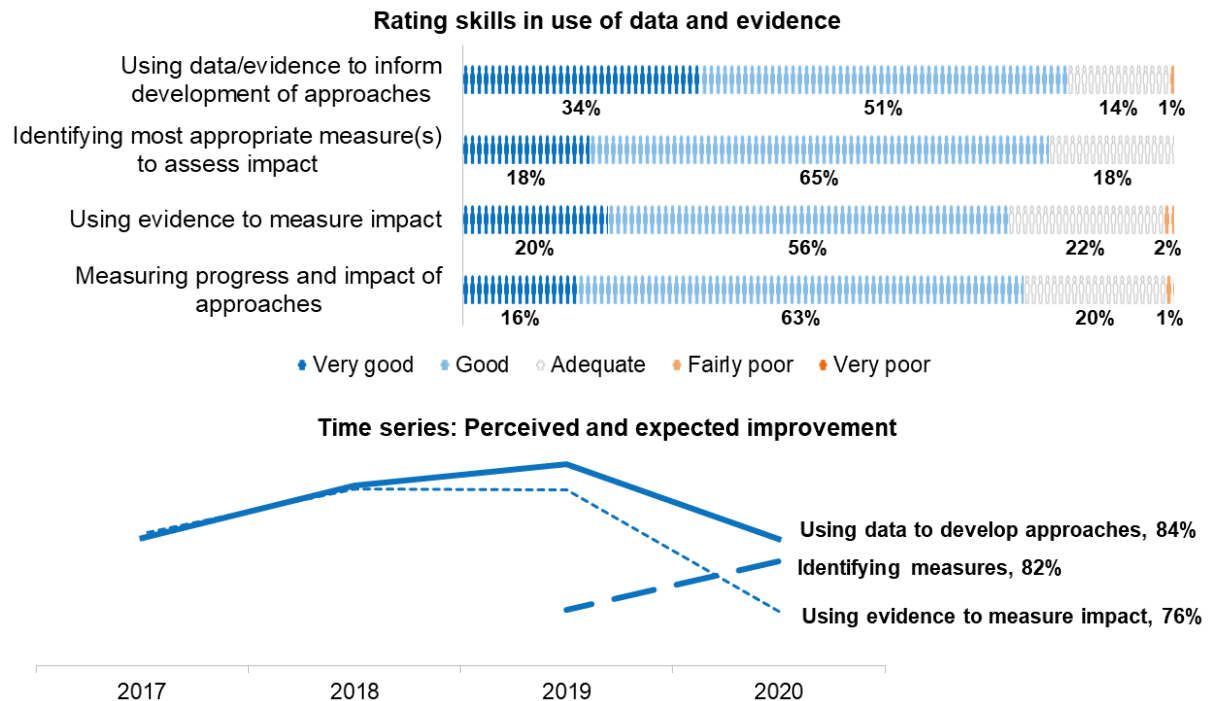 Rating skills in use of data and evidence
Using data/evidence to inform
development of approaches
34% 51% 14% 1%
Identifying most appropriate measure(s)
to assess impact
18% 65% 18%
Using evidence to measure impact
20% 56% 22% 2%
Measuring progress and impact of
approaches
16% 63% 20% 1%
Very good Good Adequate Fairly poor Very poor
Time series: Perceived and expected improvement
Using data to develop approaches, 84%
Identifying measures, 82%
Using evidence to measure impact, 76%
2017 2018 2019 2020